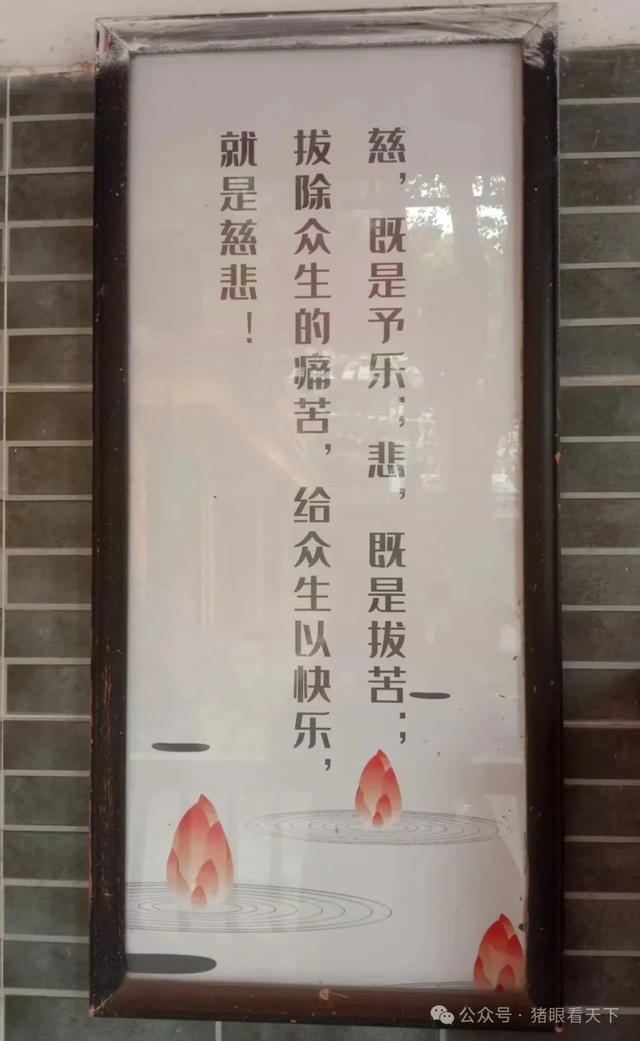 慈，既是予乐；悲，既是拔苦；
拔除众生的痛苦，给众生以快乐，
就是慈悲！
公众号·猪眼看天下